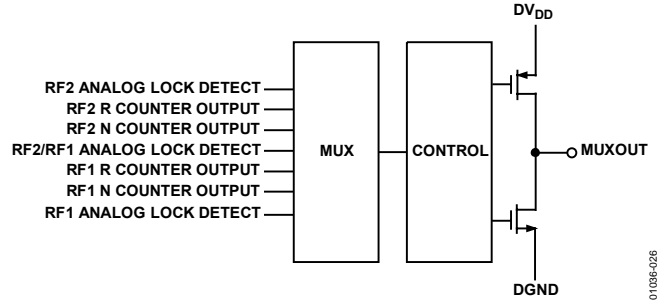 DVDD
RF2 ANALOG LOCK DETECT
RF2 R COUNTER OUTPUT
RF2 N COUNTER OUTPUT
RF2/RF1 ANALOG LOCK DETECT
RF1 R COUNTER OUTPUT
RF1 N COUNTER OUTPUT
RF1 ANALOG LOCK DETECT
MUX
CONTROL
MUXOUT
DGND
01036-026